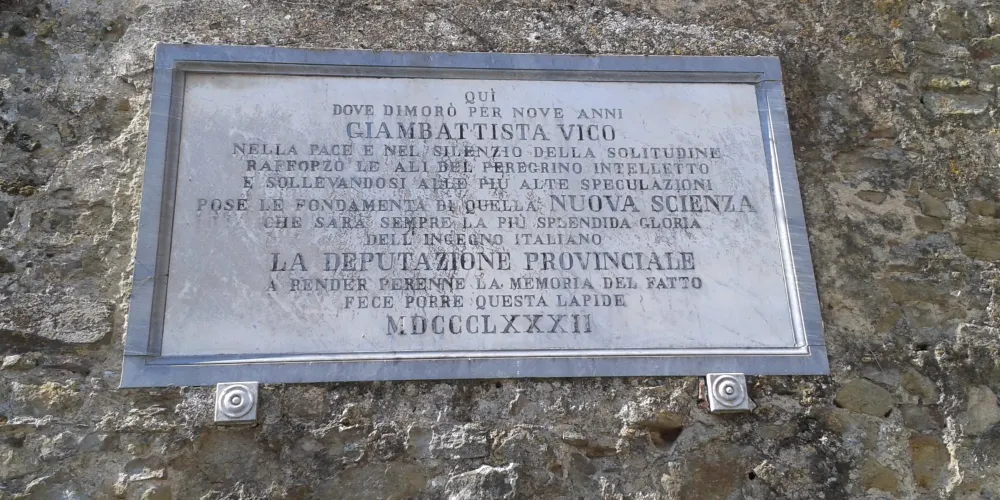 QUÌ
DOVE DIMORÒ PER NOVE ANNI
GIAMBATTISTA VICO
NELLA PACE E NEL SILENZIO DELLA SOLITUDINE
RAFFORZÒ LE ALI DEL PEREGRINO INTELLETTO
E SOLLEVANDOSI ALLE PIÙ ALTE SPECULAZIONI
POSE LE FONDAMENTA DI QUELLA NUOVA SCIENZA
CHE SARÀ SEMPRE LA PIÙ SPLENDIDA GLORIA
DELL'INGEGNO ITALIANO
LA DEPUTAZIONE PROVINCIALE
A RENDER PERENNE LA MEMORIA DEL FATTO
FECE PORRE QUESTA LAPIDE
MDCCCLXXXII